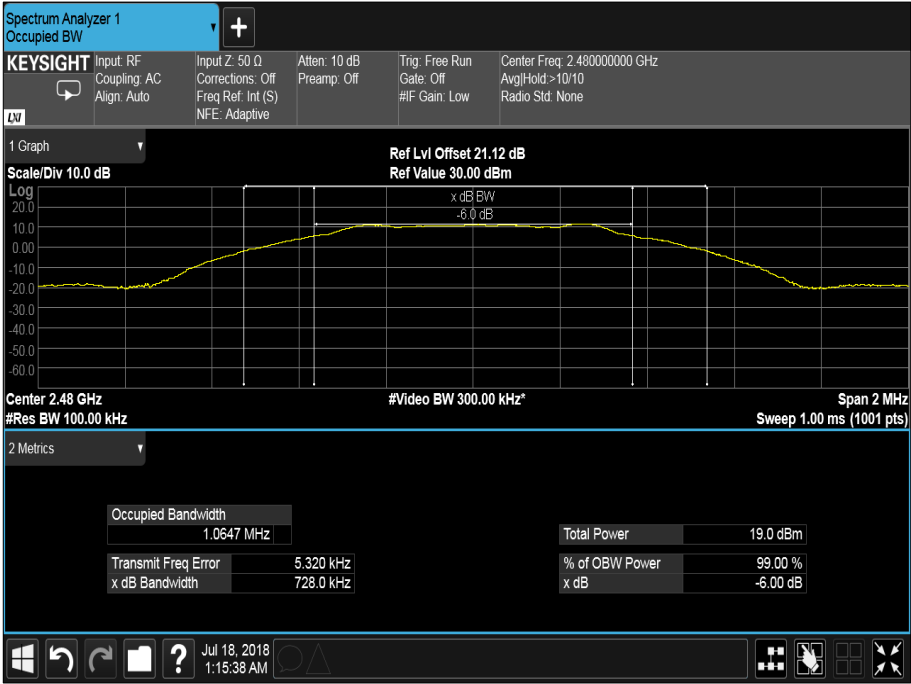 Spectrum Analyzer 1
Occupied BW
+
KEYSIGHT
LXI
Input: RF
Coupling: AC
Align: Auto
Input Z: 50 Ω
Corrections: Off
Freq Ref: Int (S)
NFE: Adaptive
Atten: 10 dB
Preamp: Off
Trig: Free Run
Gate: Off
#IF Gain: Low
Center Freq: 2.480000000 GHz
Avg|Hold:>10/10
Radio Std: None
1 Graph
Scale/Div 10.0 dB
Ref Lvl Offset 21.12 dB
Ref Value 30.00 dBm
Log
x dB BW
-6.0 dB
20.0
10.0
0.00
-10.0
-20.0
-30.0
-40.0
-50.0
-60.0
Center 2.48 GHz
#Video BW 300.00 kHz*
Span 2 MHz
#Res BW 100.00 kHz
Sweep 1.00 ms (1001 pts)
2 Metrics
Occupied Bandwidth
1.0647 MHz
Transmit Freq Error 5.320 kHz
x dB Bandwidth 728.0 kHz
Total Power 19.0 dBm
% of OBW Power 99.00 %
x dB -6.00 dB
?
Jul 18, 2018
1:15:38 AM